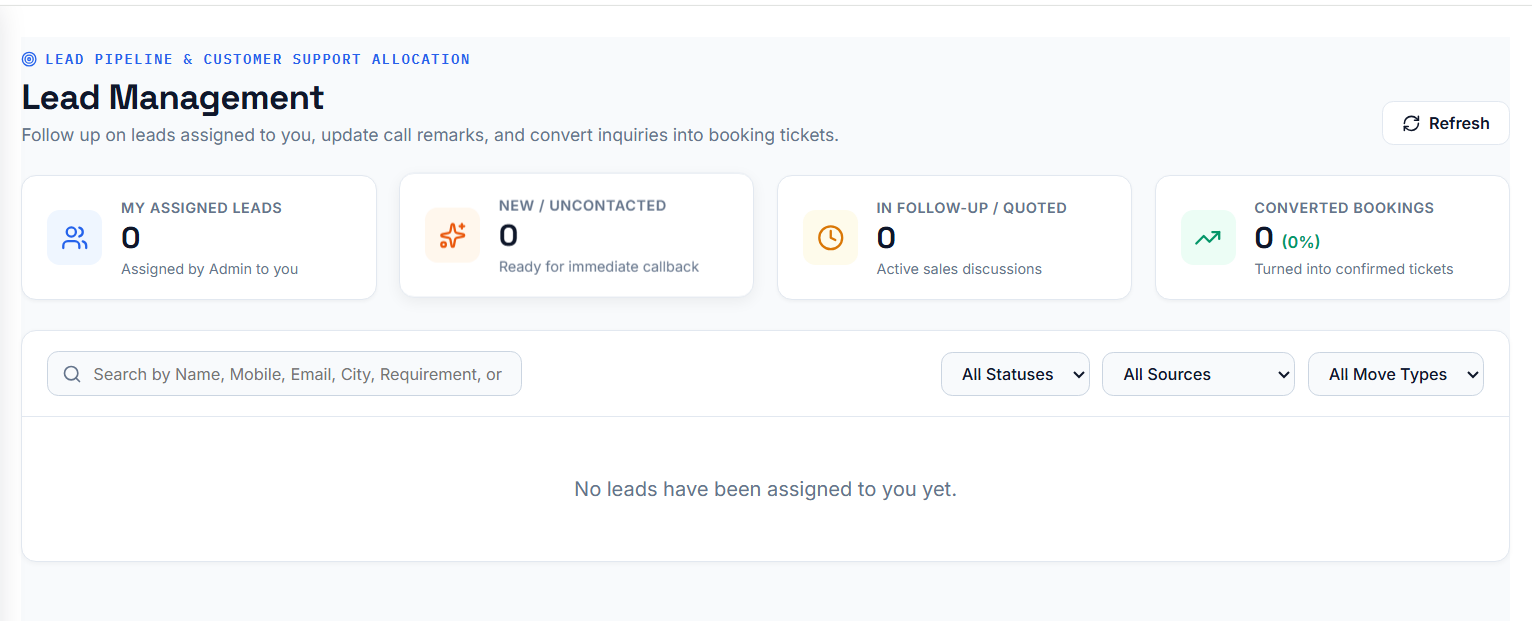 LEAD PIPELINE & CUSTOMER SUPPORT ALLOCATION
Lead Management
Follow up on leads assigned to you, update call remarks, and convert inquiries into booking tickets.
Refresh
MY ASSIGNED LEADS
0
Assigned by Admin to you
NEW / UNCONTACTED
0
Ready for immediate callback
IN FOLLOW-UP / QUOTED
0
Active sales discussions
CONVERTED BOOKINGS
0 (0%)
Turned into confirmed tickets
Search by Name, Mobile, Email, City, Requirement, or
All Statuses
All Sources
All Move Types
No leads have been assigned to you yet.